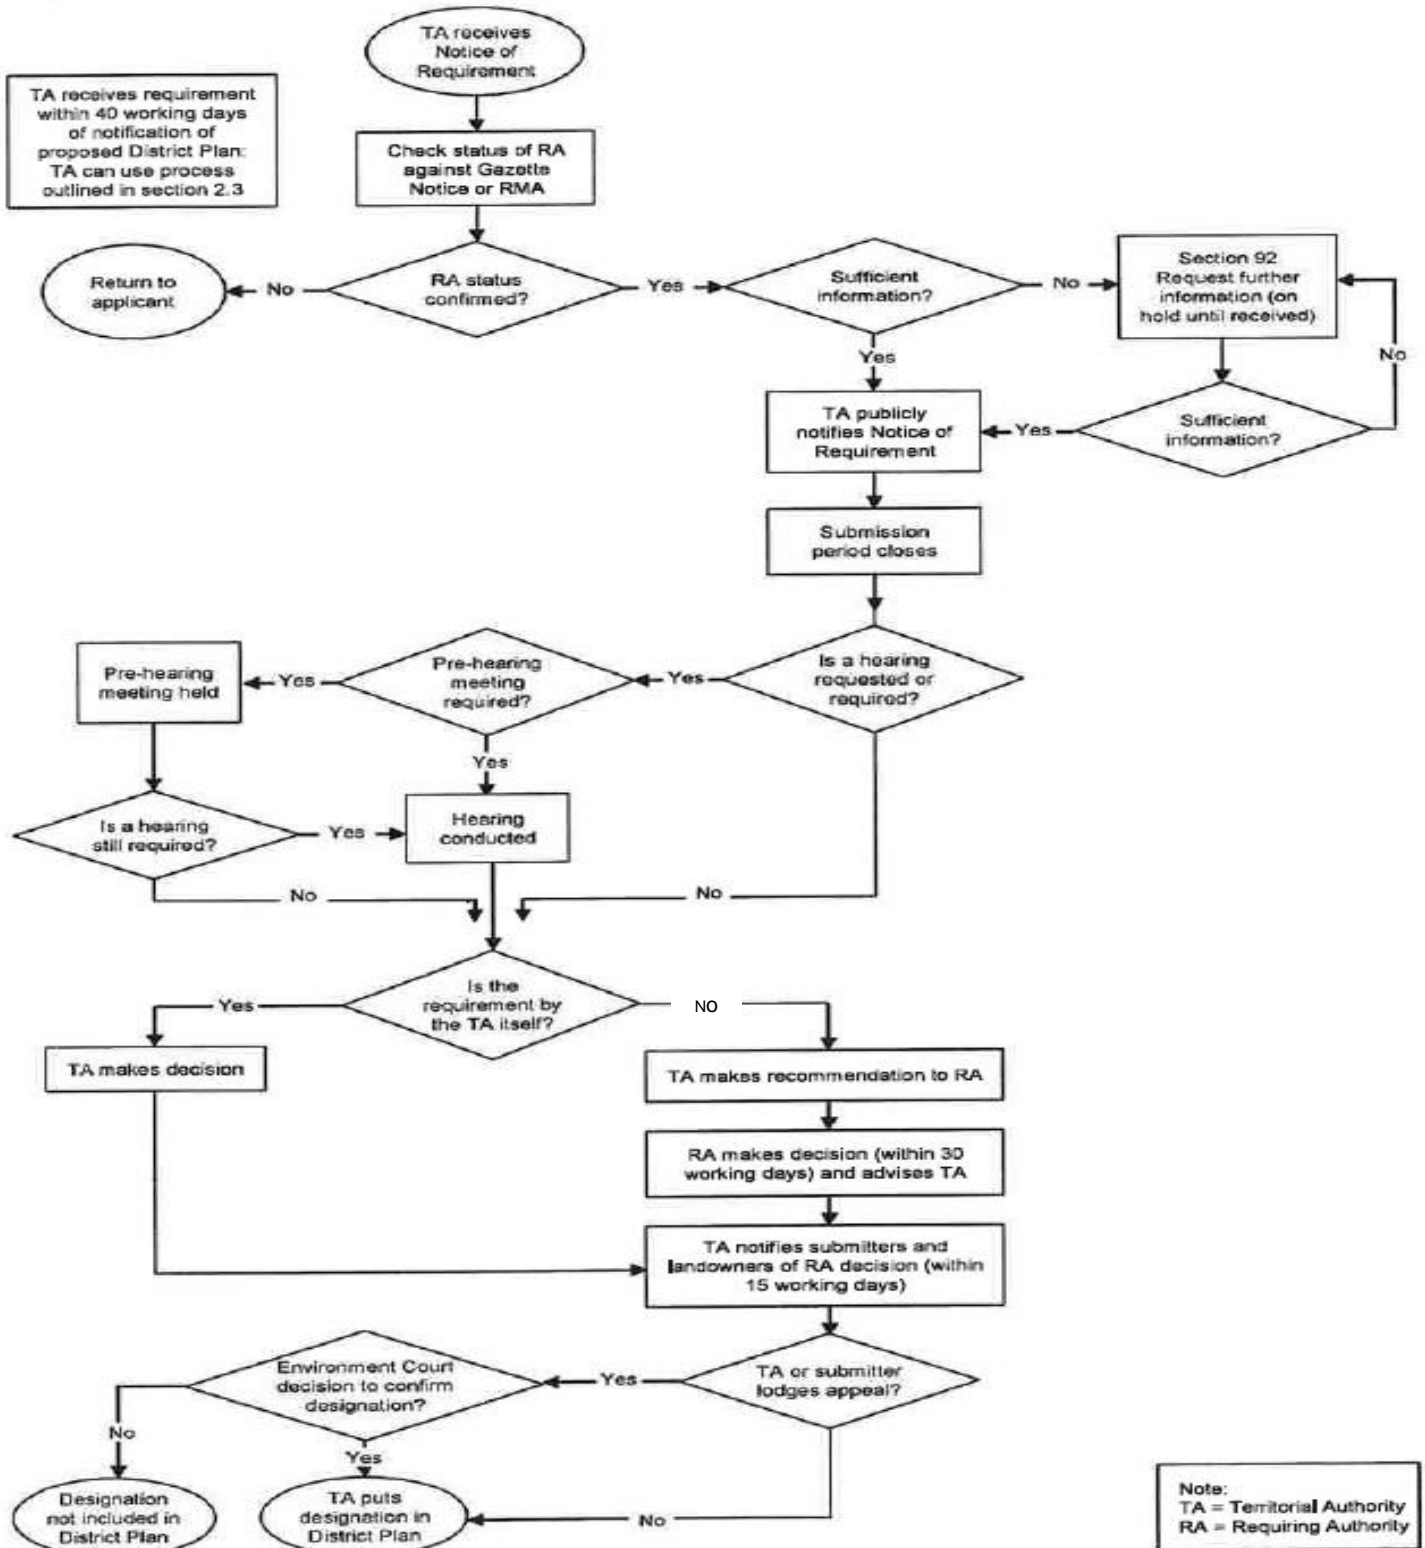 TA receives
Notice of
Requirement
TA receives requirement
within 40 working days
of notification of
proposed District Plan:
TA can use process
outlined in section 2.3
Check status of RA
against Gazette
Notice or RMA
Return to
applicant
No
RA status
confirmed?
Yes
Sufficient
information?
No
Section 92
Request further
information (on
hold until received)
Yes
No
TA publicly
notifies Notice of
Requirement
Yes
Sufficient
information?
Submission
period closes
Pre-hearing
meeting held
Yes
Pre-hearing
meeting
required?
Yes
Is a hearing
requested or
required?
Yes
Is a hearing
still required?
Yes
Hearing
conducted
No
No
Is the
requirement by
the TA itself?
Yes
NO
TA makes decision
TA makes recommendation to RA
RA makes decision (within 30
working days) and advises TA
TA notifies submitters and
landowners of RA decision (within
15 working days)
Environment Court
decision to confirm
designation?
Yes
TA or submitter
lodges appeal?
No
Yes
Designation
not included in
District Plan
TA puts
designation in
District Plan
No
Note:
TA = Territorial Authority
RA = Requiring Authority